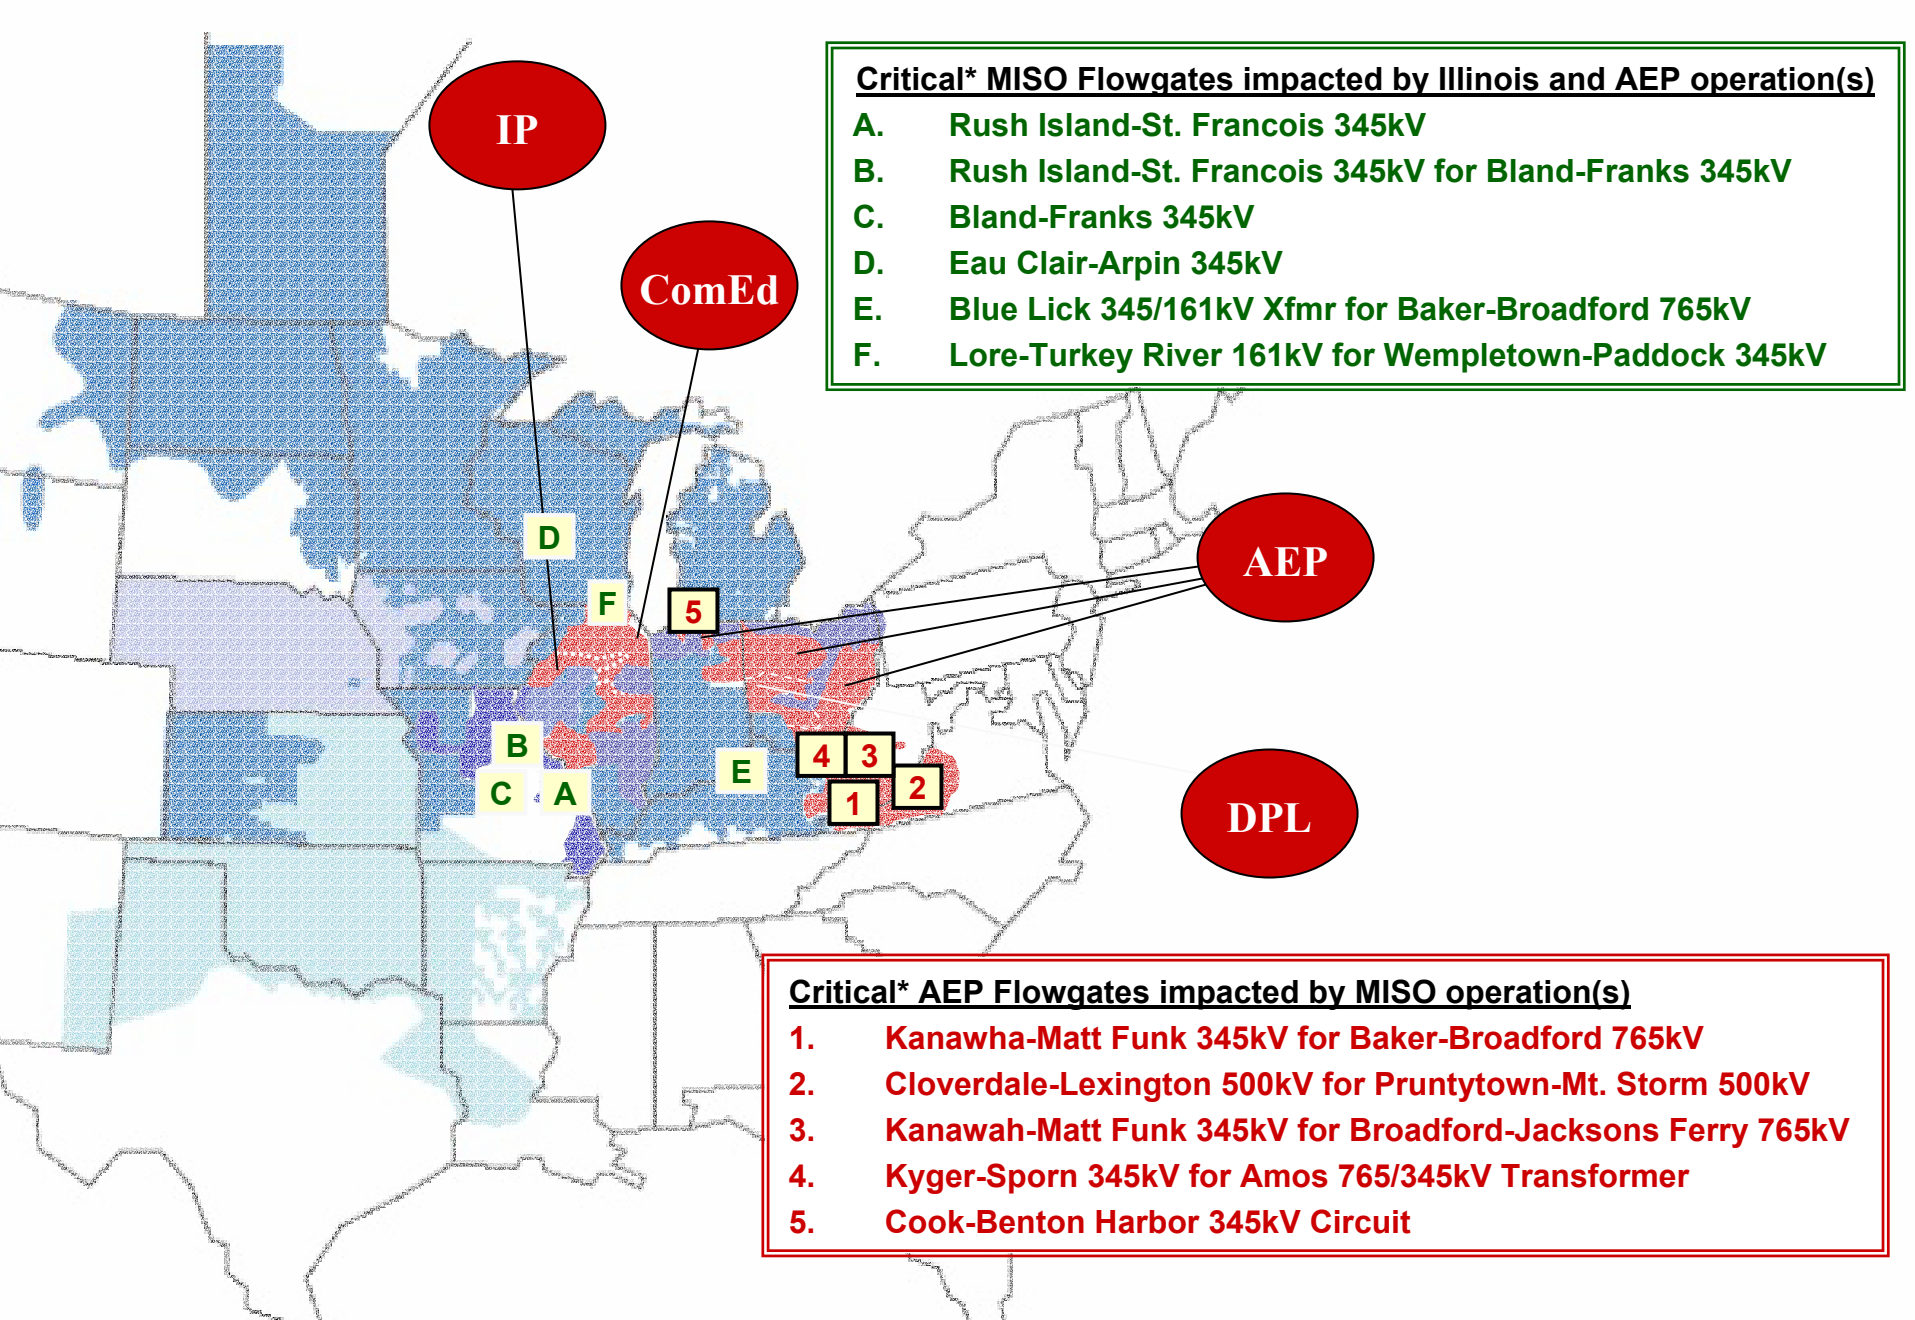 IP
ComEd
Critical* MISO Flowgates impacted by Illinois and AEP operation(s)
A. Rush Island-St. Francois 345kV
B. Rush Island-St. Francois 345kV for Bland-Franks 345kV
C. Bland-Franks 345kV
D. Eau Clair-Arpin 345kV
E. Blue Lick 345/161kV Xfmr for Baker-Broadford 765kV
F. Lore-Turkey River 161kV for Wempletown-Paddock 345kV
D
F
5
AEP
B
C
A
E
4
3
2
1
DPL
Critical* AEP Flowgates impacted by MISO operation(s)
1. Kanawha-Matt Funk 345kV for Baker-Broadford 765kV
2. Cloverdale-Lexington 500kV for Pruntytown-Mt. Storm 500kV
3. Kanawah-Matt Funk 345kV for Broadford-Jacksons Ferry 765kV
4. Kyger-Sporn 345kV for Amos 765/345kV Transformer
5. Cook-Benton Harbor 345kV Circuit